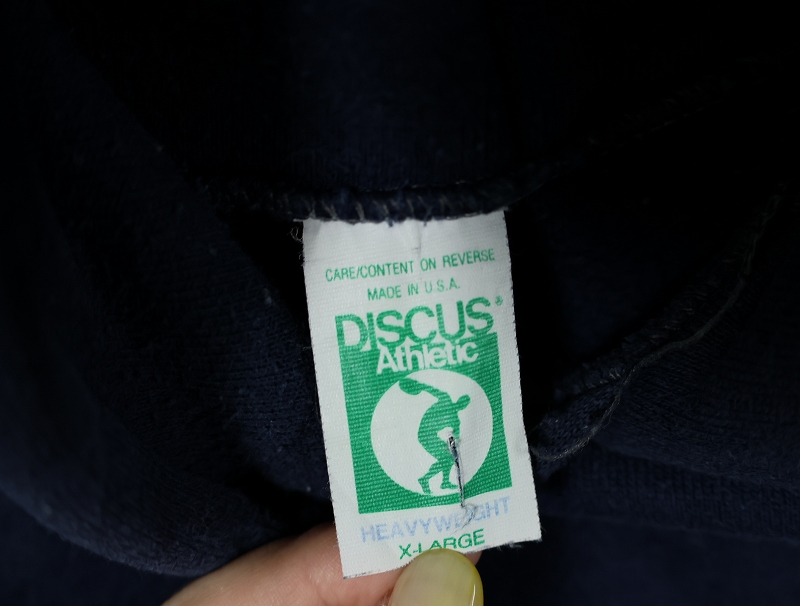 CARE/CONTENT ON REVERSE
MADE IN U.S.A.
DISCUS®
Athletic
HEAVYWEIGHT
X-LARGE